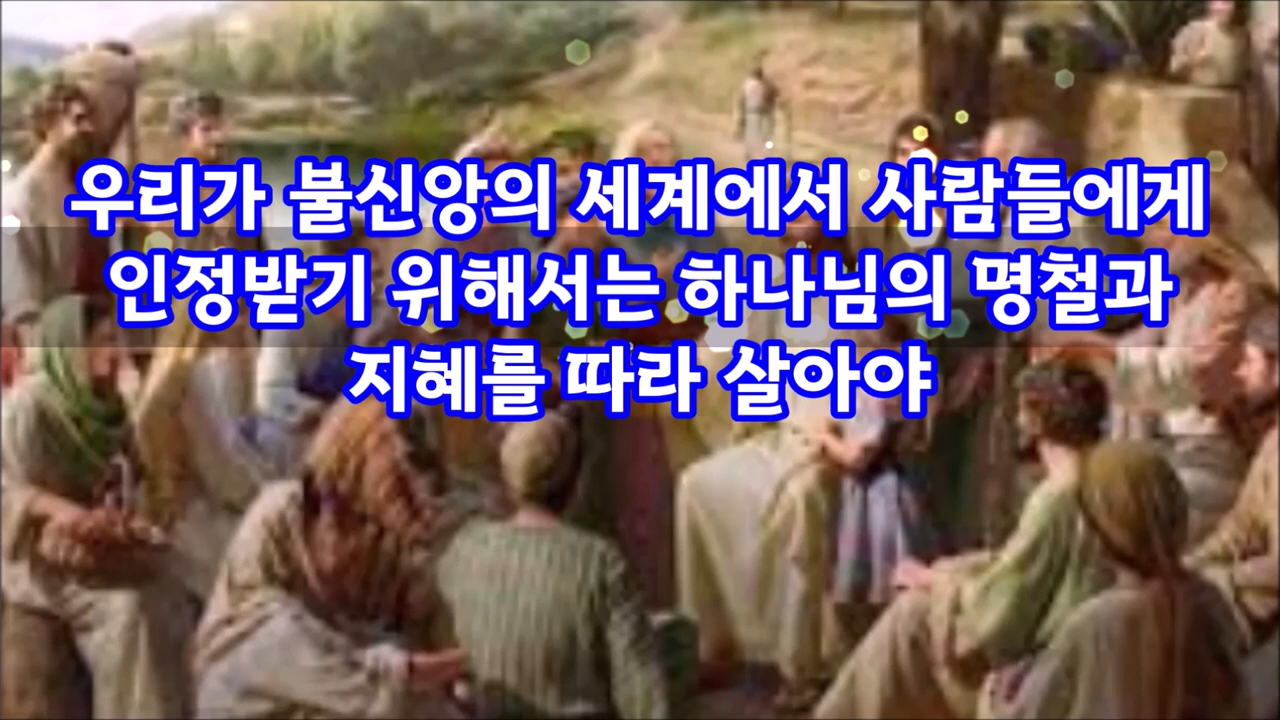 우리가 불신앙의 세계에서 사람들에게
인정받기 위해서는 하나님의 명철과
지혜를 따라 살아야